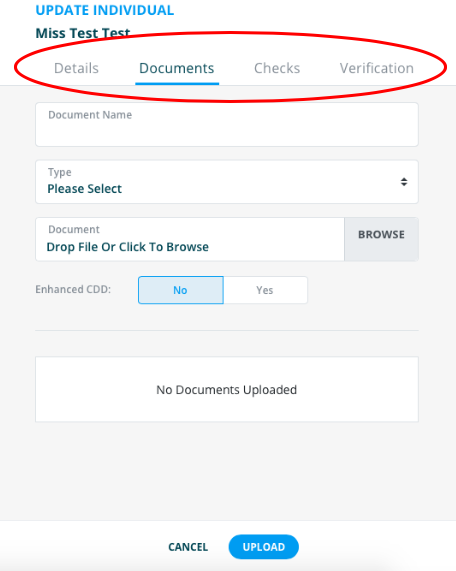 UPDATE INDIVIDUAL
Miss Test Test
Details Documents Checks Verification
Document Name
Type
Please Select
Document
Drop File Or Click To Browse
BROWSE
Enhanced CDD: No Yes
No Documents Uploaded
CANCEL UPLOAD